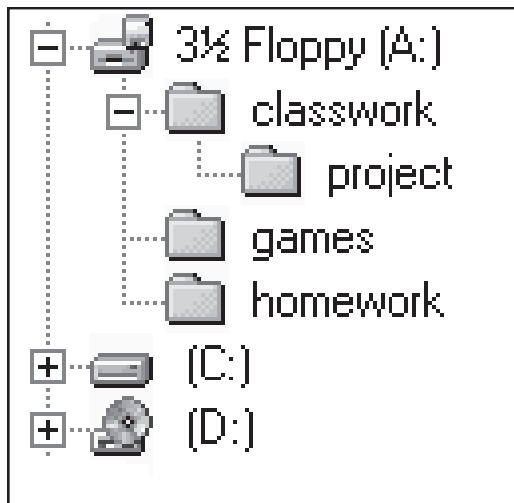 3½ Floppy (A:)
classwork
project
games
homework
(C:)
(D:)